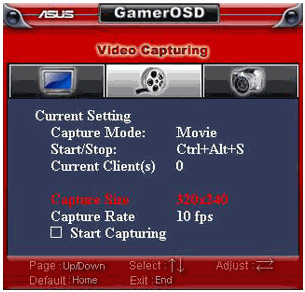 ASUS GamerOSD
Video Capturing
Current Setting
Capture Mode: Movie
Start/Stop: Ctrl+Alt+S
Current Client(s) 0
Capture Size 320x240
Capture Rate 10 fps
Start Capturing
Page : Up/Down Select : ↑↓ Adjust : ←→
Default : Home Exit : End